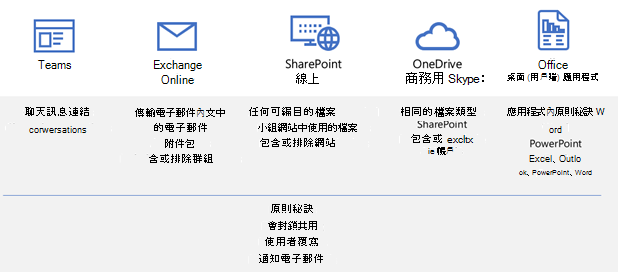 Teams
聊天訊息連結
corwersations
Exchange
Online
傳輸電子郵件內文中
的電子郵件
附件包
含或排除群組
SharePoint
線上
任何可編目的檔案
小組網站中使用的檔案
包含或排除網站
OneDrive
商務用 Skype：
相同的檔案類型
SharePoint
包含或 excltx
ie 帳戶
Office
桌面 (用戶端) 應用程式
應用程式內原則秘訣 W
ord
PowerPoint
Excel、Outlo
ok、PowerPoint、Word
原則秘訣
會封鎖共用
使用者覆寫
通知電子郵件